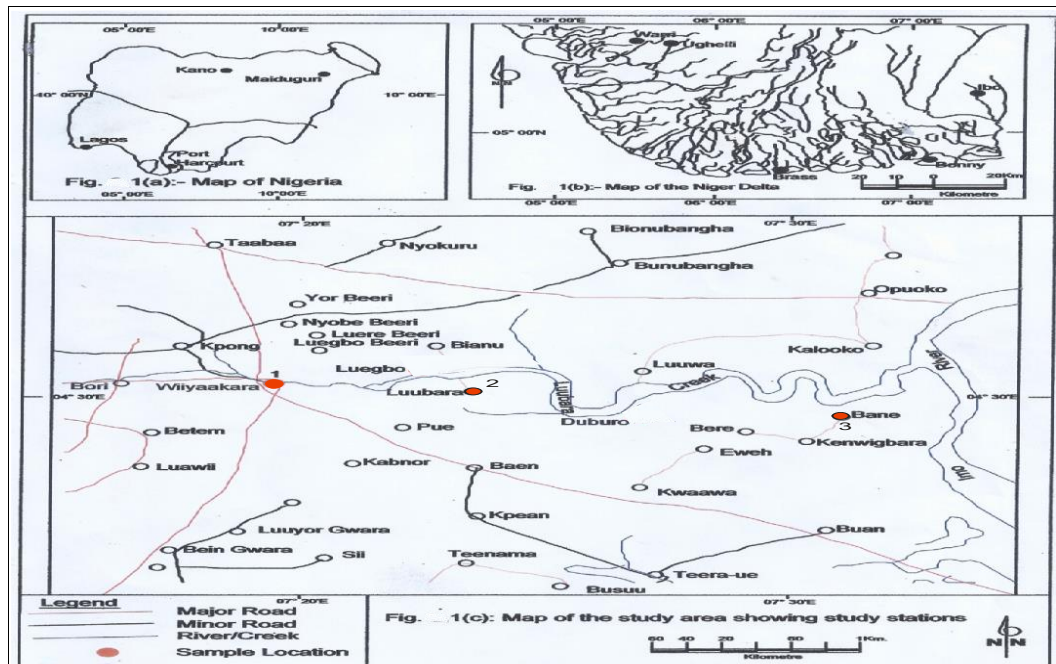 05° 00'E 10° 00'E
Kano
Maiduguri
10° 00'N 10° 00'E
Lagos
Port
Harcourt
Fig. 1(a):- Map of Nigeria
05° 00'E 10° 00'E
05° 00'E 06° 00'E 07° 00'E
Warri
Ughelli
N
Ibo
05° 00'N 05° 00'N
Bonny
Brass
Fig. 1(b):- Map of the Niger Delta
20 10 0 20Km
Kilometre
05° 00'E 06° 00'E 07° 00'E
07° 20'E 07° 30'E
Taabaa
Nyokuru
Bionubangha
Bunubangha
Opuoko
Yor Beeri
Nyobe Beeri
Luere Beeri
Luegbo Beeri
Bianu
Kpong
Kalooko
Luegbo
Luuwa
Bori
Wiiyaakara
1
Luubara
2
Luubara
Creek
River
04° 30'N 04° 30'E
Duburo
Bane
3
Betem
Pue
Bere
Kenwigbara
Eweh
Luawii
Kabnor
Baen
Imo
Kwaawa
Kpean
Buan
Luuyor Gwara
Bein Gwara
Sii
Teenama
Teera-ue
Busuu
07° 20'E 07° 30'E
Legend
Major Road
Minor Road
River/Creek
Sample Location
Fig. 1(c): Map of the study area showing study stations
60 40 20 0 60 1Km.
Kilometre
N